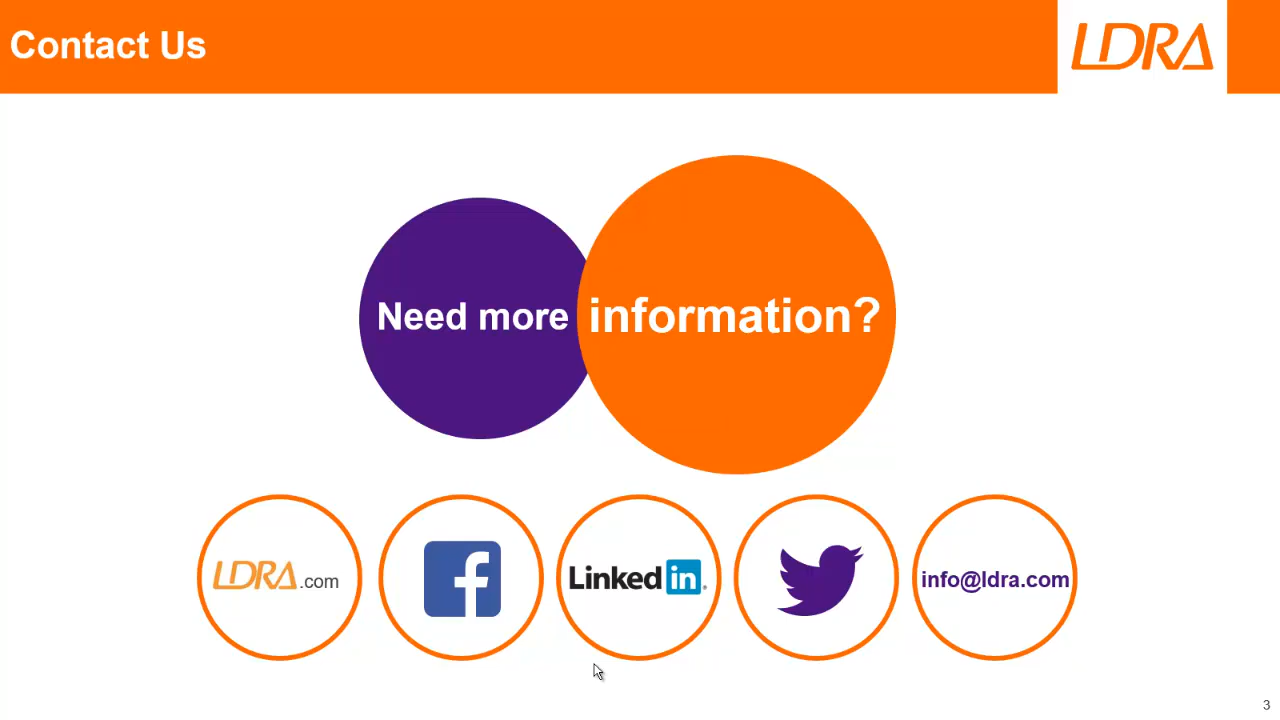 Contact Us
LDRA
Need more information?
LDRA.com
Linked in
info@ldra.com
3